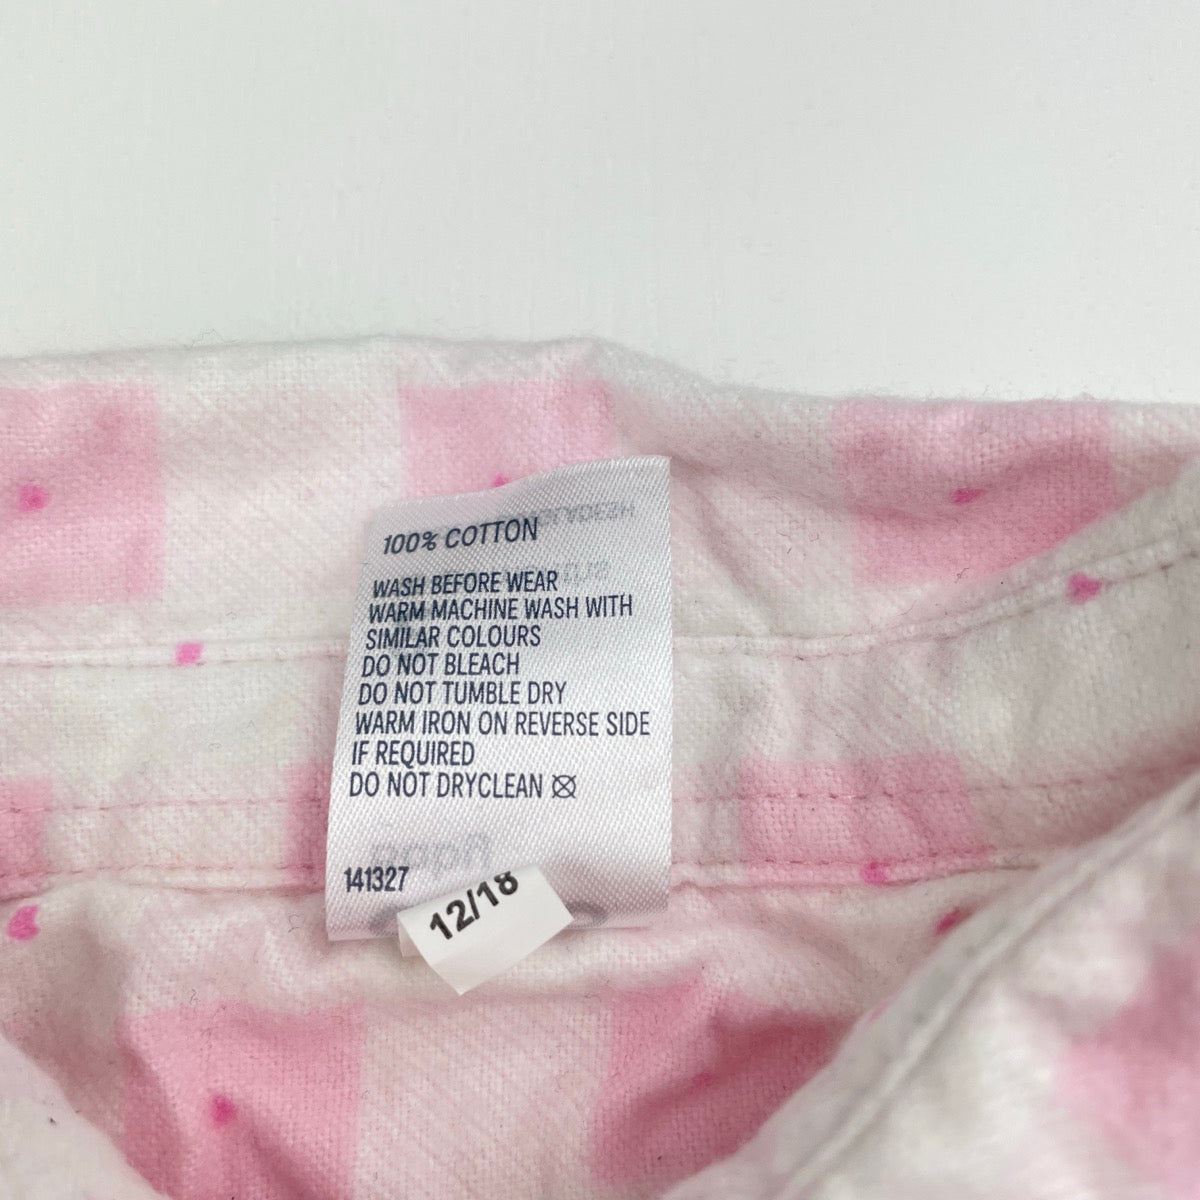 100% COTTON
WASH BEFORE WEAR
WARM MACHINE WASH WITH
SIMILAR COLOURS
DO NOT BLEACH
DO NOT TUMBLE DRY
WARM IRON ON REVERSE SIDE
IF REQUIRED
DO NOT DRYCLEAN
141327
12/18